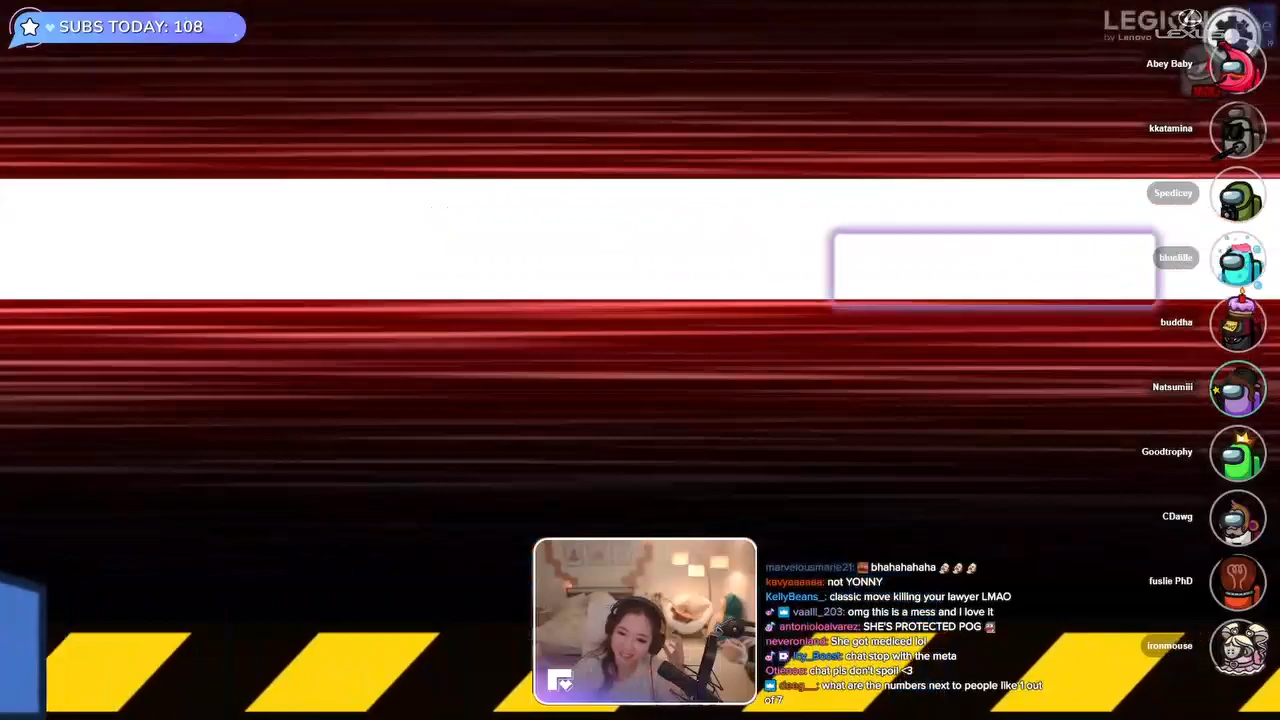 SUBS TODAY: 108
LEGION
by Lenovo
LEXUS
Abey Baby
kkatamina
Spedicey
bluelille
buddha
Natsumiii
Goodtrophy
CDawg
fuslie PhD
Ironmouse
marvelousmarie21: bhahahahaha
kavyaaaaaa: not YONNY
KellyBeans_: classic move killing your lawyer LMAO
vaalll_203: omg this is a mess and I love it
antonioloalvarez: SHE'S PROTECTED POG
neveronland: She got mediced lol
Icy_Boost: chat stop with the meta
Otienoo: chat pls don't spoil <3
: what are the numbers next to people like 1 out
of 7